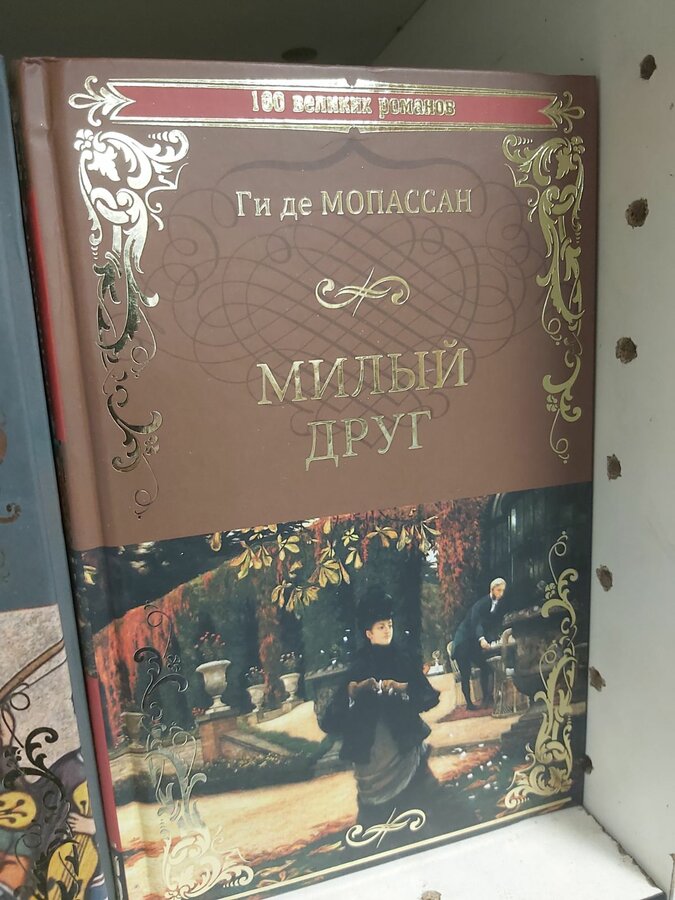 100 великих романов
Ги де МОПАССАН
МИЛЫЙ
ДРУГ